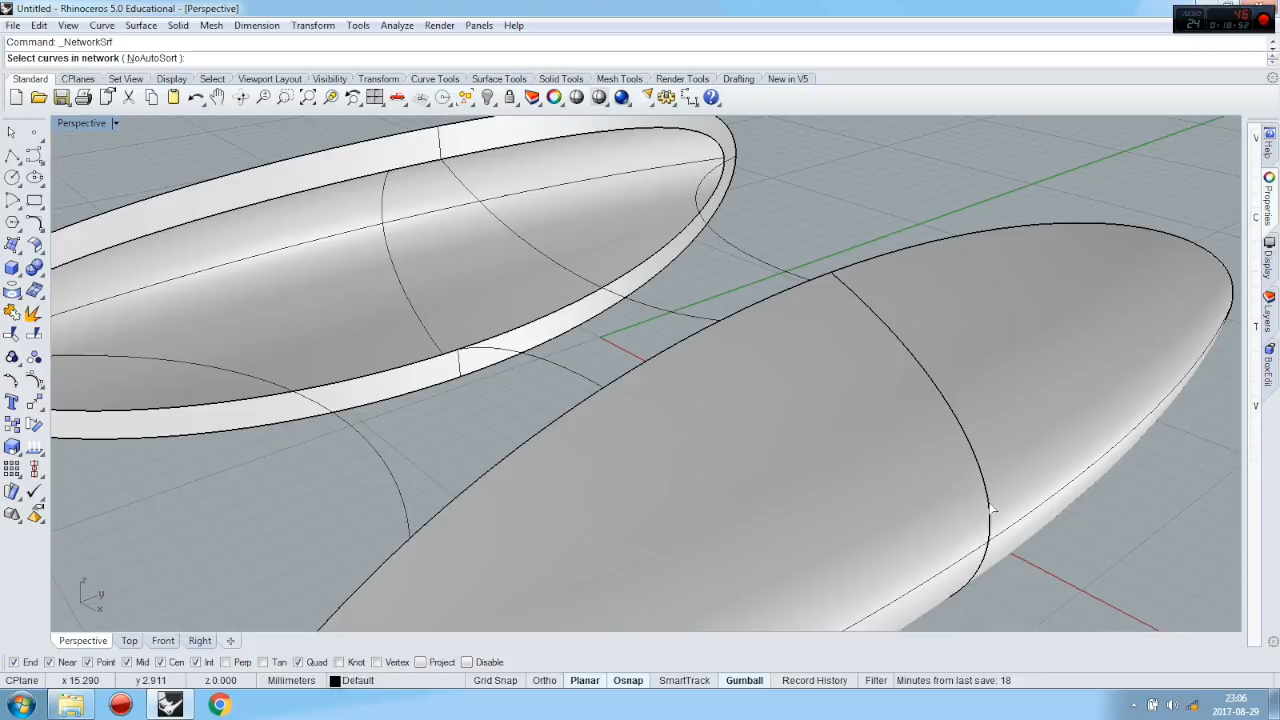 Untitled - Rhinoceros 5.0 Educational - [Perspective]
File Edit View Curve Surface Solid Mesh Dimension Transform Tools Analyze Render Panels Help
24 46 0:18:52
Command: _NetworkSrf
Select curves in network ( NoAutoSort ):
Standard CPlanes Set View Display Select Viewport Layout Visibility Transform Curve Tools Surface Tools Solid Tools Mesh Tools Render Tools Drafting New in V5
Perspective
Help
Properties
Display
Layers
BoxEdit
V
C
T
V
z
y
x
Perspective Top Front Right
End Near Point Mid Cen Int Perp Tan Quad Knot Vertex Project Disable
CPlane x 15.290 y 2.911 z 0.000 Millimeters Default Grid Snap Ortho Planar Osnap SmartTrack Gumball Record History Filter Minutes from last save: 18
23:06
2017-08-29